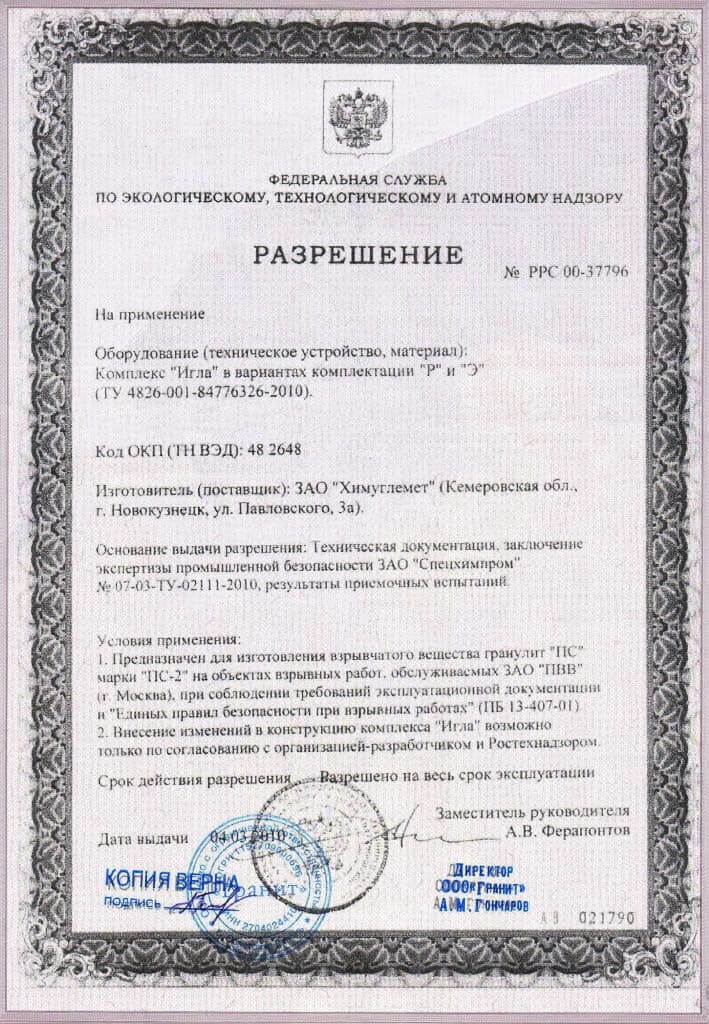 ФЕДЕРАЛЬНАЯ СЛУЖБА
ПО ЭКОЛОГИЧЕСКОМУ, ТЕХНОЛОГИЧЕСКОМУ И АТОМНОМУ НАДЗОРУ
РАЗРЕШЕНИЕ
№ РРС 00-37796
На применение
Оборудование (техническое устройство, материал):
Комплекс "Игла" в вариантах комплектации "Р" и "Э"
(ТУ 4826-001-84776326-2010).
Код ОКП (ТН ВЭД): 48 2648
Изготовитель (поставщик): ЗАО "Химуглемет" (Кемеровская обл.,
г. Новокузнецк, ул. Павловского, 3а).
Основание выдачи разрешения: Техническая документация, заключение
экспертизы промышленной безопасности ЗАО "Спецхимпром"
№ 07-03-ТУ-02111-2010, результаты приемочных испытаний.
Условия применения:
1. Предназначен для изготовления взрывчатого вещества гранулит "ПС"
марки "ПС-2" на объектах взрывных работ, обслуживаемых ЗАО "ПВВ"
(г. Москва), при соблюдении требований эксплуатационной документации
и "Единых правил безопасности при взрывных работах" (ПБ 13-407-01)
2. Внесение изменений в конструкцию комплекса "Игла" возможно
только по согласованию с организацией-разработчиком и Ростехнадзором.
Срок действия разрешения Разрешено на весь срок эксплуатации
Заместитель руководителя
Дата выдачи 04.03.2010 А.В. Ферапонтов
КОПИЯ ВЕРНА
подпись
Гранит
Директор
ООО «Гранит»
А.М. Гончаров
АВ 021790